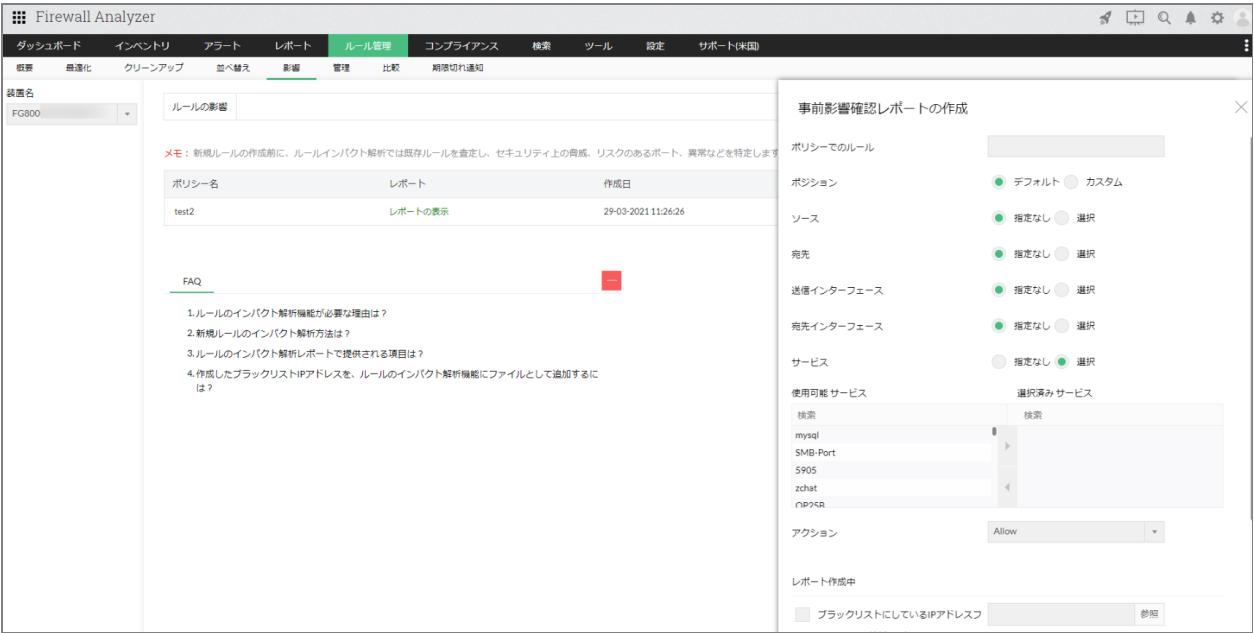 Firewall Analyzer
ダッシュボード インベントリ アラート レポート ルール管理 コンプライアンス 検索 ツール 設定 サポート(米国)
概要 最適化 クリーンアップ 並べ替え 影響 管理 比較 期限切れ通知
装置名
FG800
ルールの影響
メモ： 新規ルールの作成前に、ルールインパクト解析では既存ルールを査定し、セキュリティ上の脅威、リスクのあるポート、異常などを特定します
ポリシー名 レポート 作成日
test2 レポートの表示 29-03-2021 11:26:26
FAQ
1. ルールのインパクト解析機能が必要な理由は？
2. 新規ルールのインパクト解析方法は？
3. ルールのインパクト解析レポートで提供される項目は？
4. 作成したブラックリストIPアドレスを、ルールのインパクト解析機能にファイルとして追加するに
は？
事前影響確認レポートの作成
ポリシーでのルール
ポジション デフォルト カスタム
ソース 指定なし 選択
宛先 指定なし 選択
送信インターフェース 指定なし 選択
宛先インターフェース 指定なし 選択
サービス 指定なし 選択
使用可能 サービス 選択済み サービス
検索 検索
mysql
SMB-Port
5905
zchat
OP25B
アクション Allow
レポート作成中
ブラックリストにしているIPアドレスフ 参照